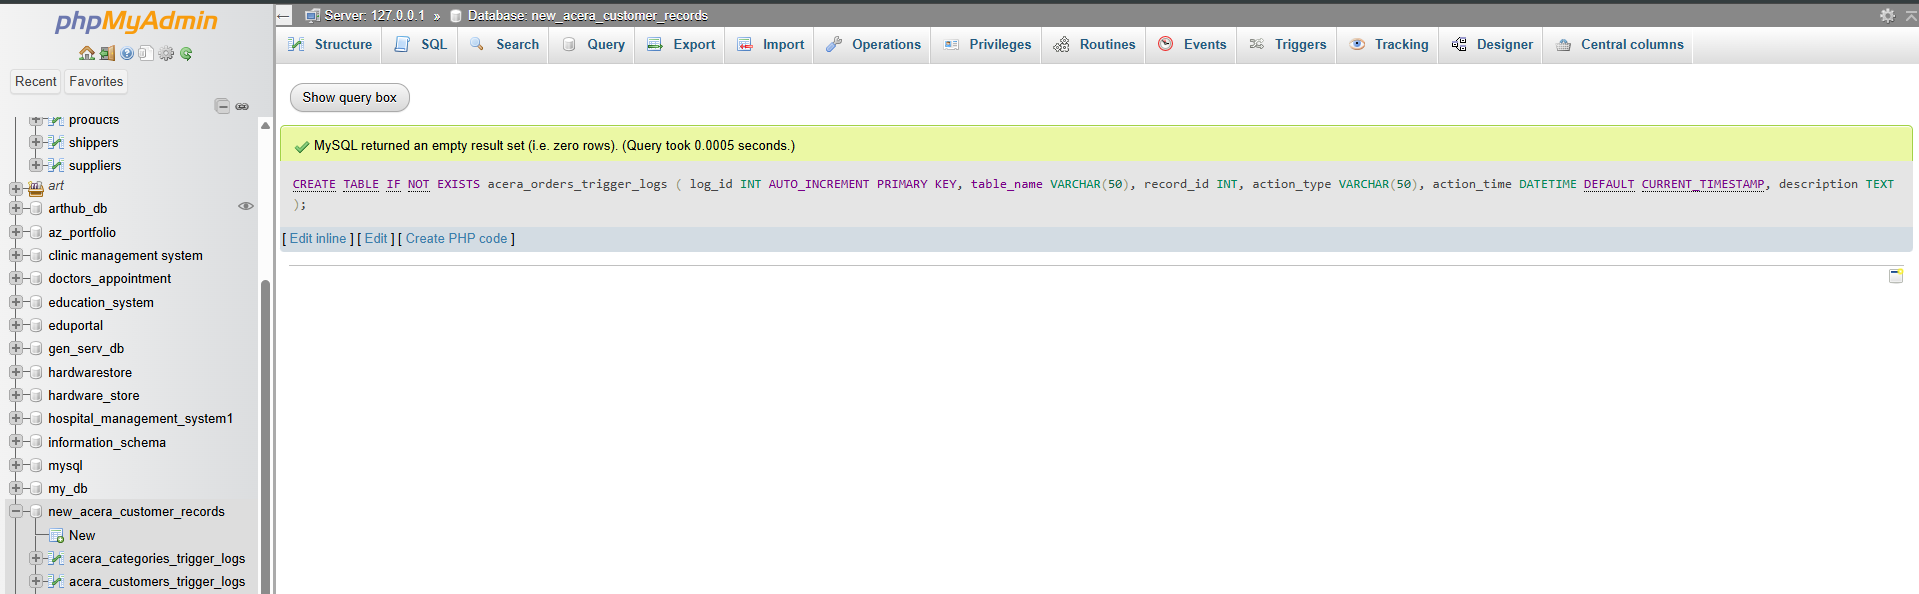 phpMyAdmin
Recent Favorites
products
shippers
suppliers
art
arthub_db
az_portfolio
clinic management system
doctors_appointment
education_system
eduportal
gen_serv_db
hardwarestore
hardware_store
hospital_management_system1
information_schema
mysql
my_db
new_acera_customer_records
New
acera_categories_trigger_logs
acera_customers_trigger_logs
Server: 127.0.0.1 » Database: new_acera_customer_records
Structure SQL Search Query Export Import Operations Privileges Routines Events Triggers Tracking Designer Central columns
Show query box
MySQL returned an empty result set (i.e. zero rows). (Query took 0.0005 seconds.)
CREATE TABLE IF NOT EXISTS acera_orders_trigger_logs ( log_id INT AUTO_INCREMENT PRIMARY KEY, table_name VARCHAR(50), record_id INT, action_type VARCHAR(50), action_time DATETIME DEFAULT CURRENT_TIMESTAMP, description TEXT
);
[ Edit inline ] [ Edit ] [ Create PHP code ]